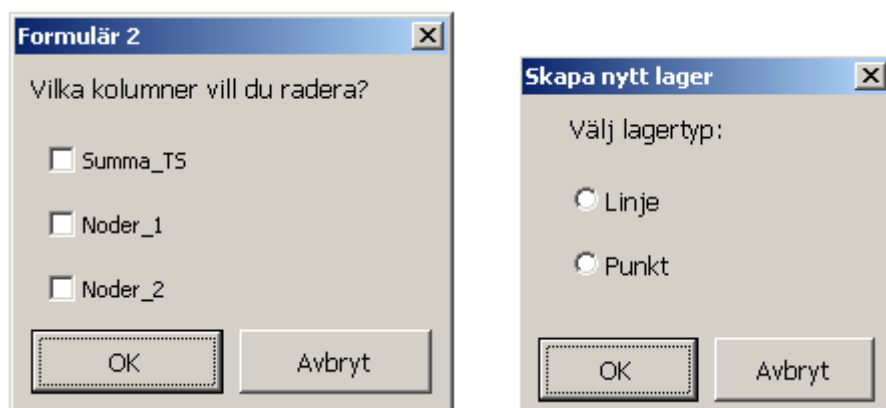 Formulär 2
Vilka kolumner vill du radera?
Summa_TS
Noder_1
Noder_2
OK
Avbryt
Skapa nytt lager
Välj lagertyp:
Linje
Punkt
OK
Avbryt